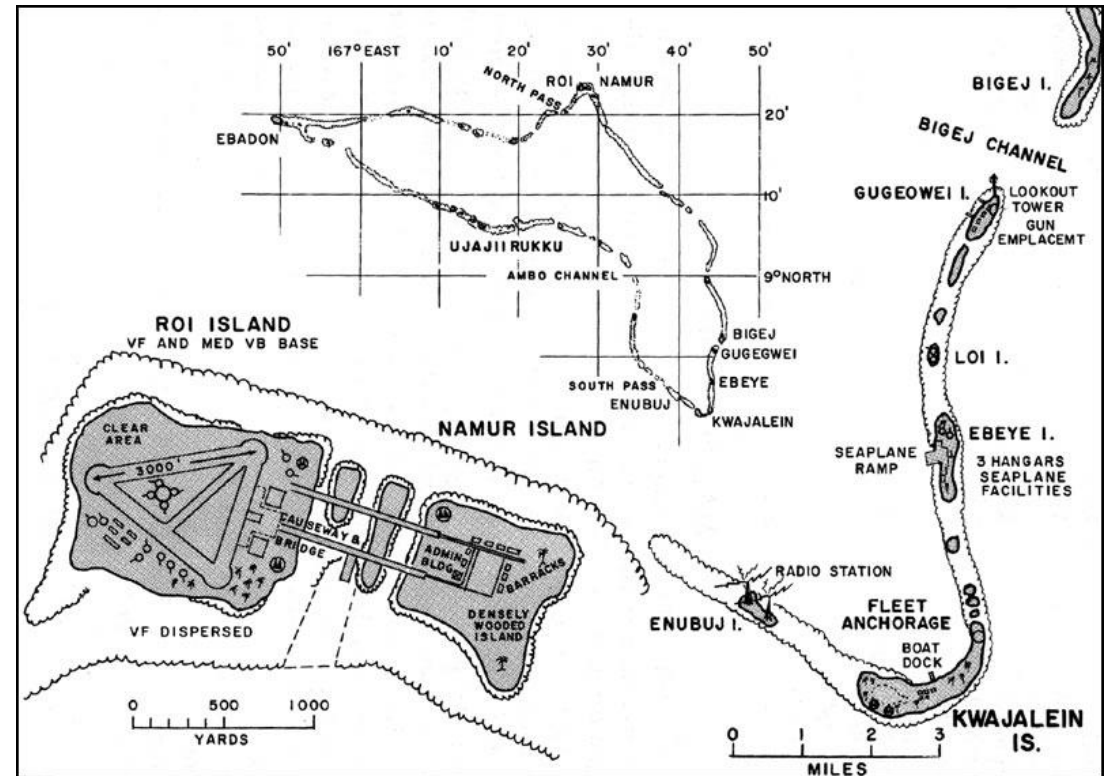 50' 167° EAST 10' 20' 30' 40' 50'
NORTH PASS
ROI NAMUR
20'
EBADON
10'
UJAJII RUKKU
AMBO CHANNEL
9° NORTH
BIGEJ
GUGEGWEI
EBEYE
SOUTH PASS
ENUBUJ
KWAJALEIN
ROI ISLAND
VF AND MED VB BASE
CLEAR
AREA
3000'
NAMUR ISLAND
CAUSEWAY &
BRIDGE
ADMIN
BLDG
BARRACKS
DENSELY
WOODED
ISLAND
VF DISPERSED
0 500 1000
YARDS
BIGEJ I.
BIGEJ CHANNEL
GUGEOWEI I.
LOOKOUT
TOWER
GUN
EMPLACEMT
LOI I.
EBEYE I.
SEAPLANE
RAMP
3 HANGARS
SEAPLANE
FACILITIES
RADIO STATION
ENUBUJ I.
FLEET
ANCHORAGE
BOAT
DOCK
KWAJALEIN
IS.
0 1 2 3
MILES